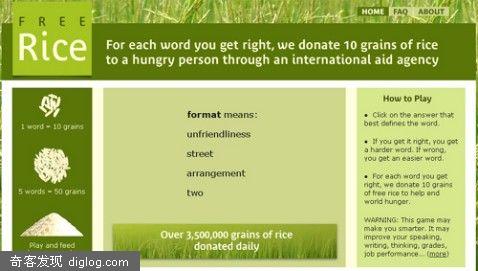 HOME FAQ ABOUT
FREE
Rice
For each word you get right, we donate 10 grains of rice
to a hungry person through an international aid agency
1 word = 10 grains
5 words = 50 grains
Play and feed
format means:
unfriendliness
street
arrangement
two
Over 3,500,000 grains of rice
donated daily
How to Play
• Click on the answer that
best defines the word.
• If you get it right, you get
a harder word. If wrong,
you get an easier word.
• For each word you get
right, we donate 10 grains
of free rice to help end
world hunger.
WARNING: This game may
make you smarter. It may
improve your speaking,
writing, thinking, grades,
job performance... (more)
奇客发现 diglog.com